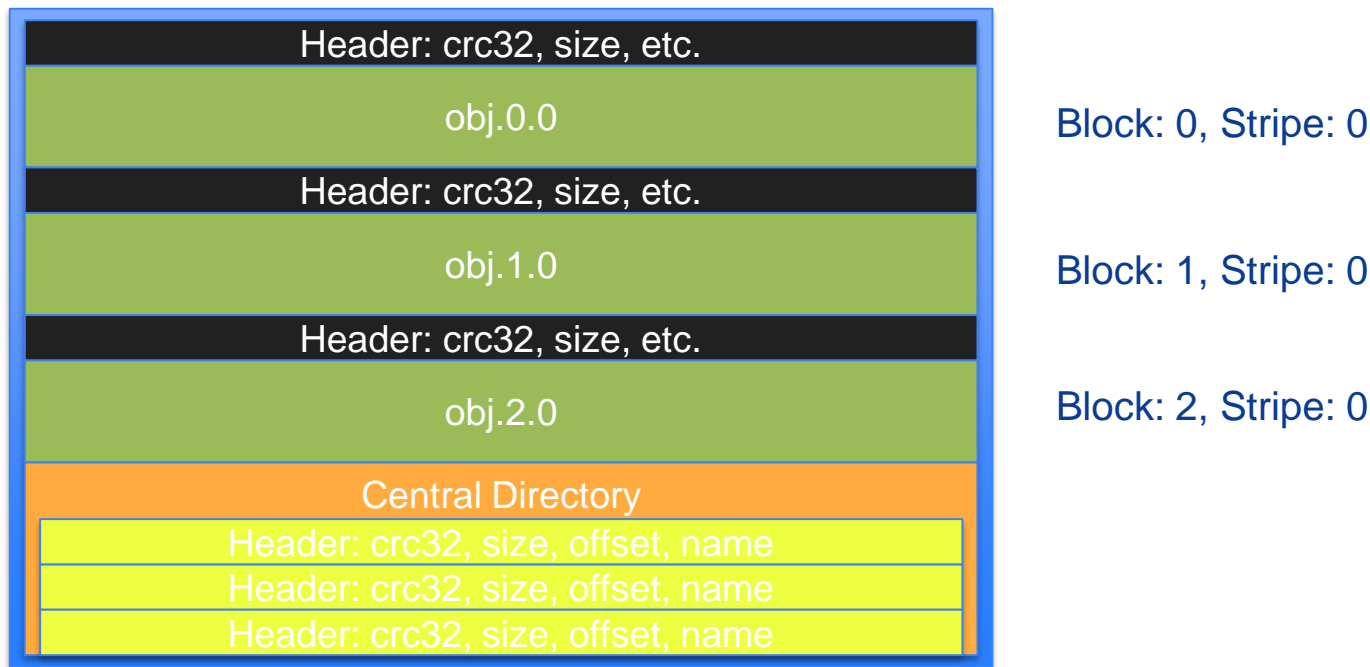 Header: crc32, size, etc.
obj.0.0
Block: 0, Stripe: 0
Header: crc32, size, etc.
obj.1.0
Block: 1, Stripe: 0
Header: crc32, size, etc.
obj.2.0
Block: 2, Stripe: 0
Central Directory
Header: crc32, size, offset, name
Header: crc32, size, offset, name
Header: crc32, size, offset, name